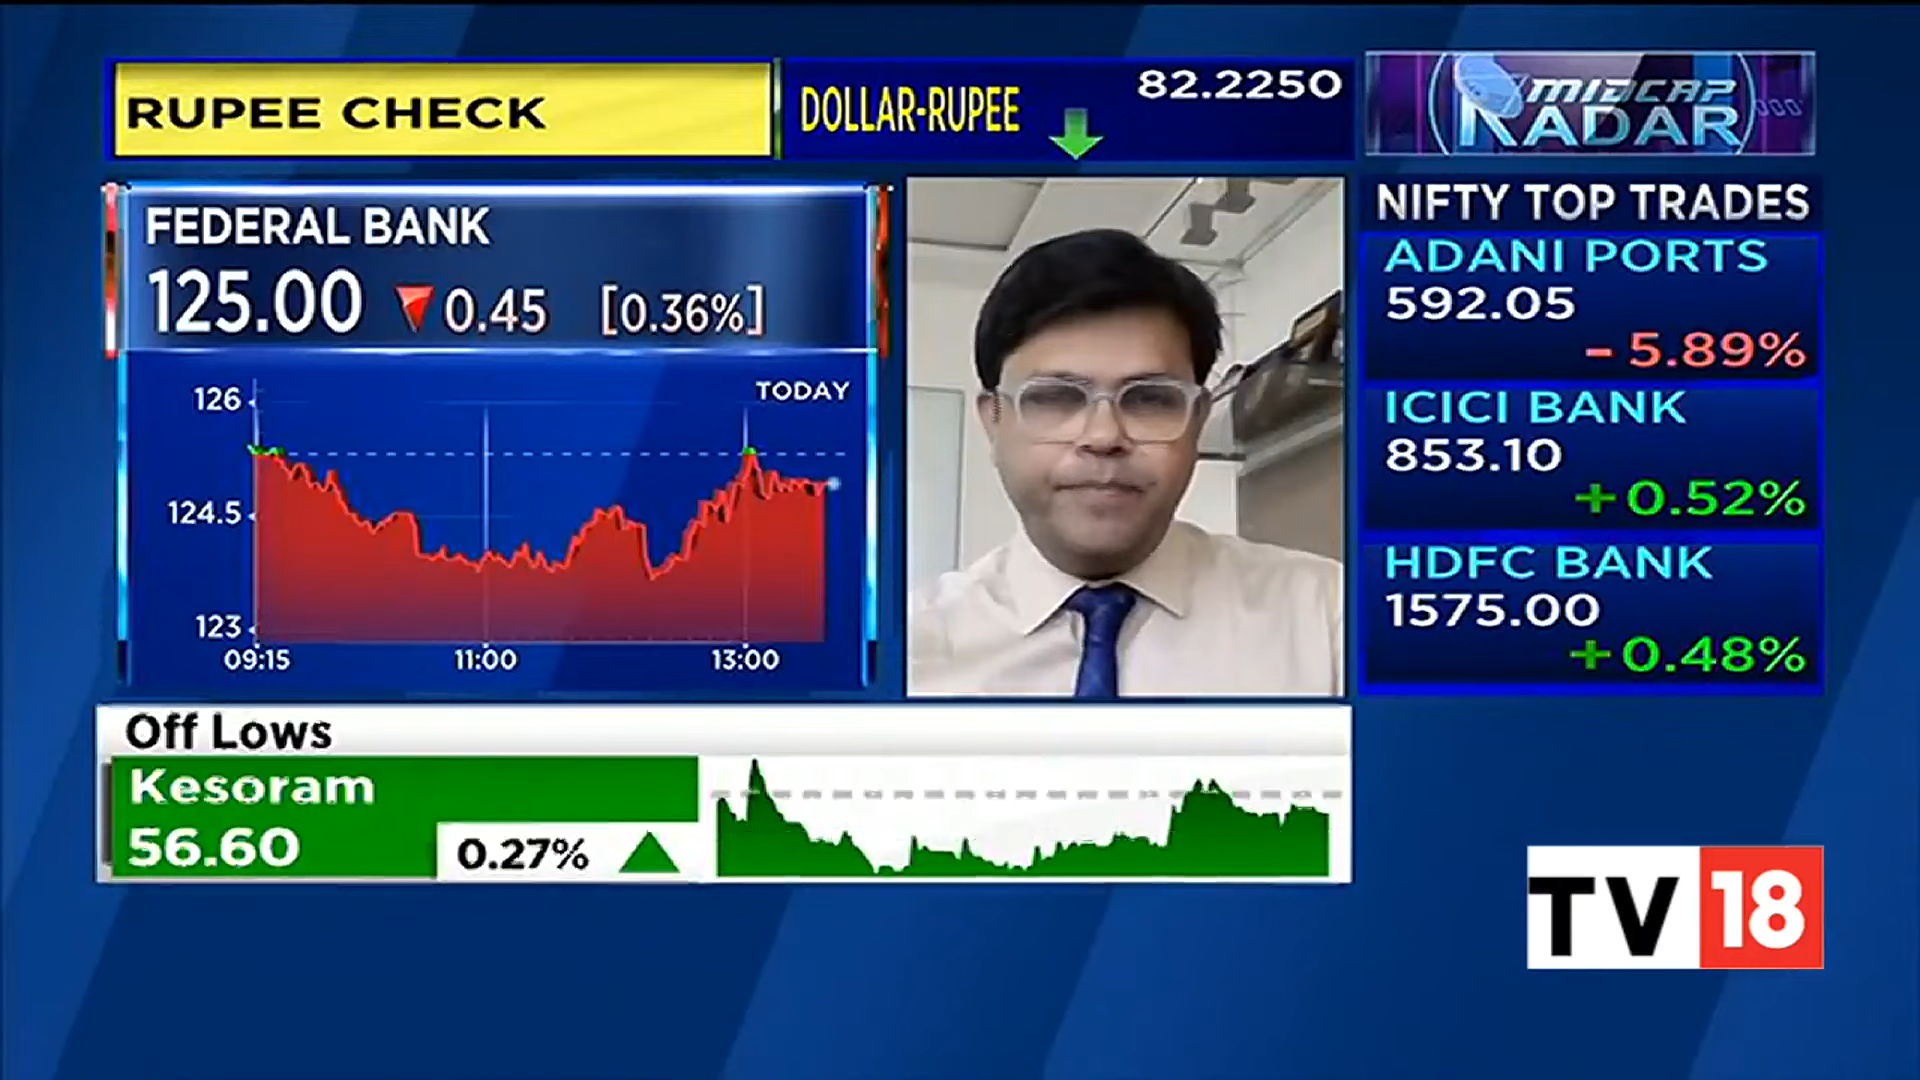 RUPEE CHECK
DOLLAR-RUPEE
82.2250
MIDCAP
RADAR
FEDERAL BANK
125.00 ▼ 0.45 [0.36%]
TODAY
126
124.5
123
09:15 11:00 13:00
NIFTY TOP TRADES
ADANI PORTS
592.05
- 5.89%
ICICI BANK
853.10
+0.52%
HDFC BANK
1575.00
+0.48%
Off Lows
Kesoram
56.60
0.27% ▲
TV18